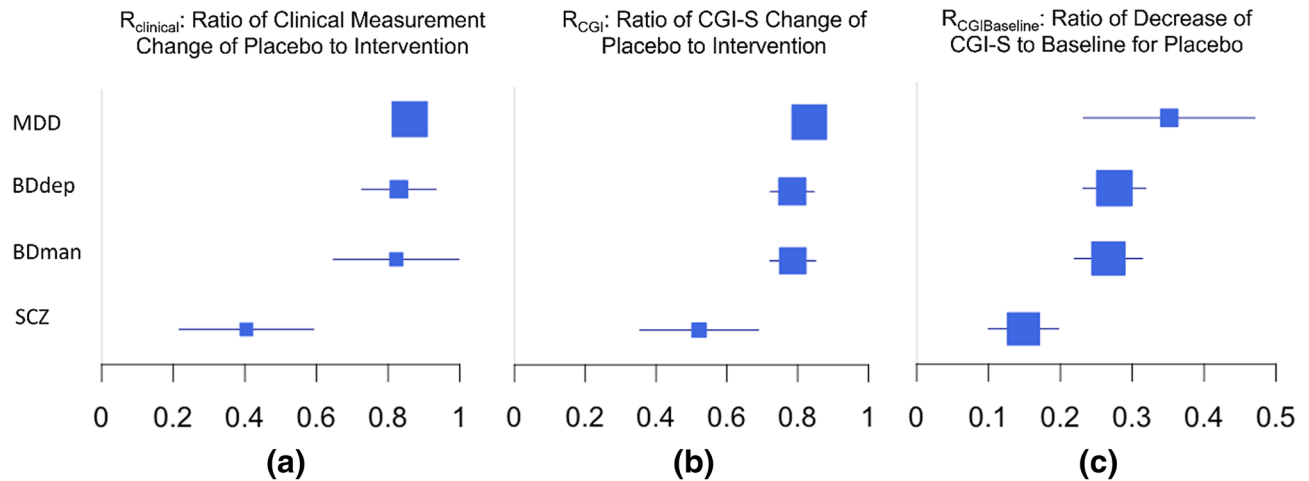 R_clinical: Ratio of Clinical Measurement
Change of Placebo to Intervention
R_CGI: Ratio of CGI-S Change of
Placebo to Intervention
R_CGIBaseline: Ratio of Decrease of
CGI-S to Baseline for Placebo
MDD
BDdep
BDman
SCZ
0 0.2 0.4 0.6 0.8 1
0 0.2 0.4 0.6 0.8 1
0 0.1 0.2 0.3 0.4 0.5
(a)
(b)
(c)